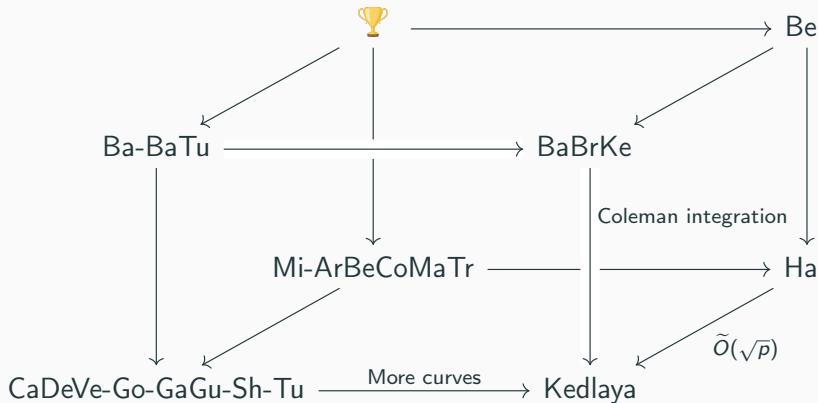 🏆 Be
Ba-BaTu BaBrKe
Coleman integration
Mi-ArBeCoMaTr Ha
Õ(√p)
CaDeVe-Go-GaGu-Sh-Tu More curves Kedlaya